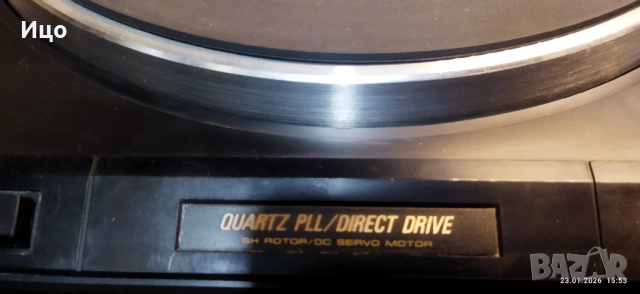 Ицо
QUARTZ PLL/DIRECT DRIVE
SH ROTOR/DC SERVO MOTOR
BAZAR
23.01.2026 15:53